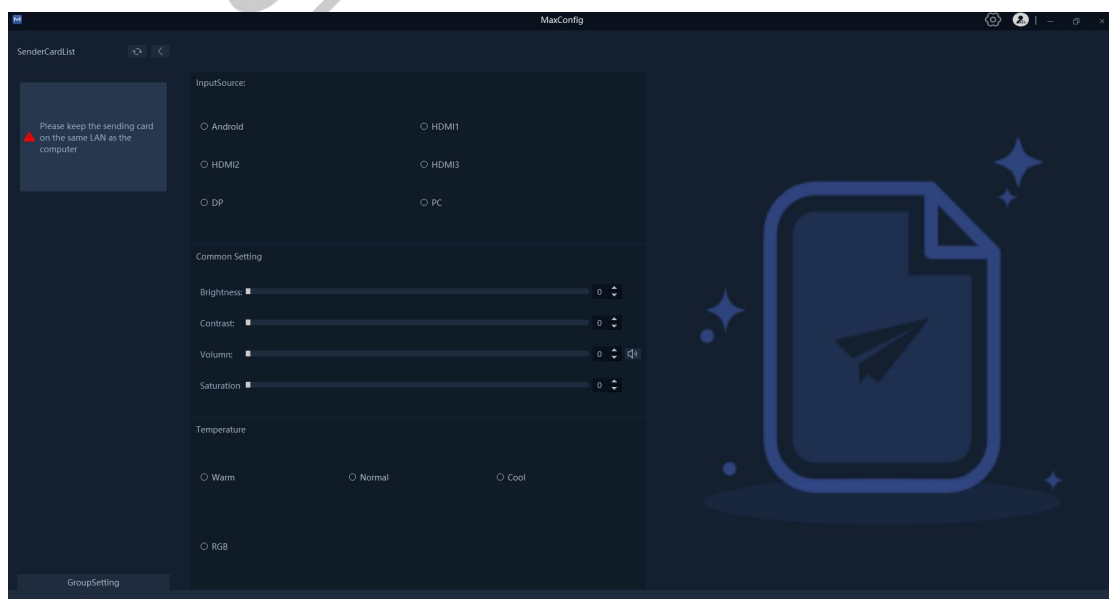 MaxConfig
SenderCardList
Please keep the sending card
on the same LAN as the
computer
InputSource:
Android
HDMI1
HDMI2
HDMI3
DP
PC
Common Setting
Brightness: 0
Contrast: 0
Volumn: 0
Saturation 0
Temperature
Warm
Normal
Cool
RGB
GroupSetting